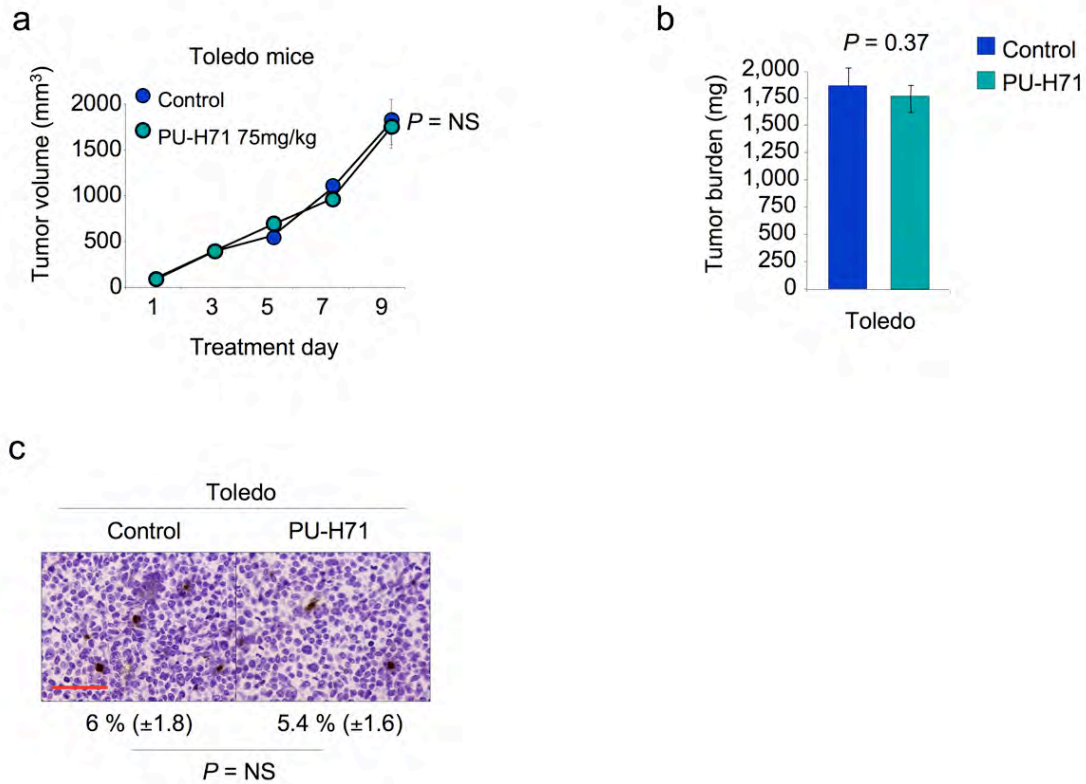 a
Toledo mice
Tumor volume (mm³)
2000
1500
1000
500
0
Control
PU-H71 75mg/kg
P = NS
1 3 5 7 9
Treatment day
b
P = 0.37
Control
PU-H71
Tumor burden (mg)
2,000
1,750
1,500
1,250
1,000
750
500
250
0
Toledo
c
Toledo
Control PU-H71
6 % (±1.8) 5.4 % (±1.6)
P = NS